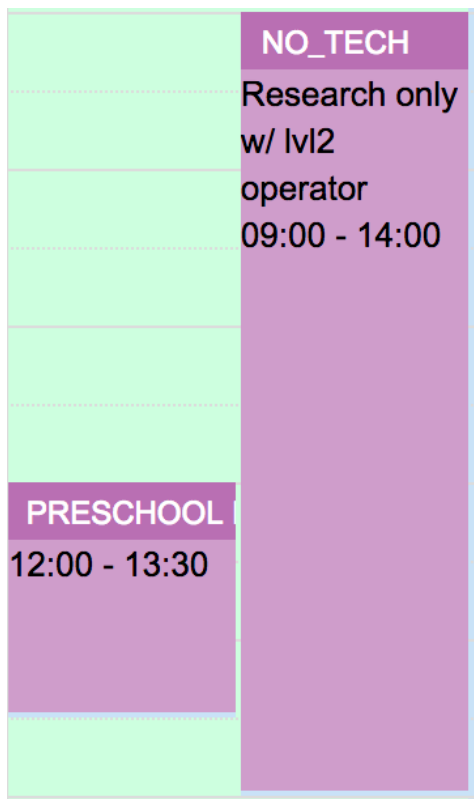 NO_TECH
Research only
w/ lvl2
operator
09:00 - 14:00
PRESCHOOL
12:00 - 13:30